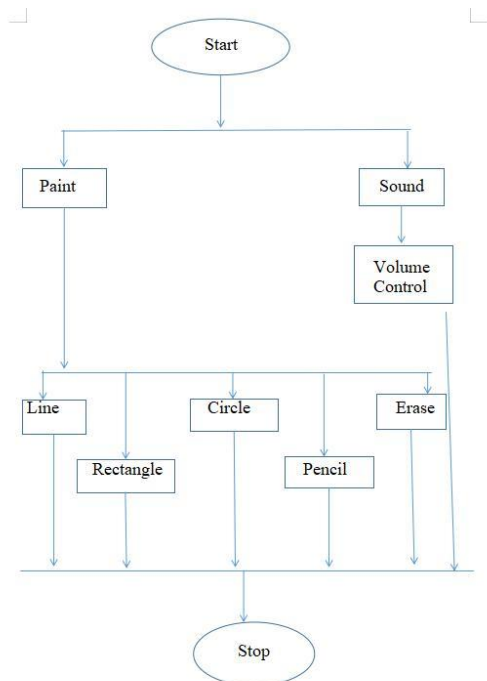 Start
Paint
Sound
Volume
Control
Line
Circle
Erase
Rectangle
Pencil
Stop